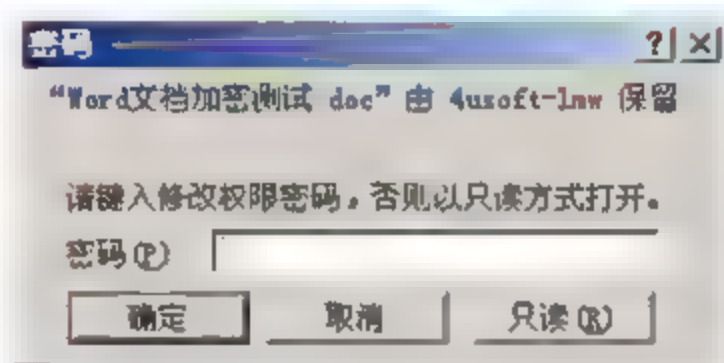 密码
“Word文档加密测试 doc”由 4usoft-lmw 保留
请键入修改权限密码，否则以只读方式打开。
密码(P)
确定 取消 只读(R)